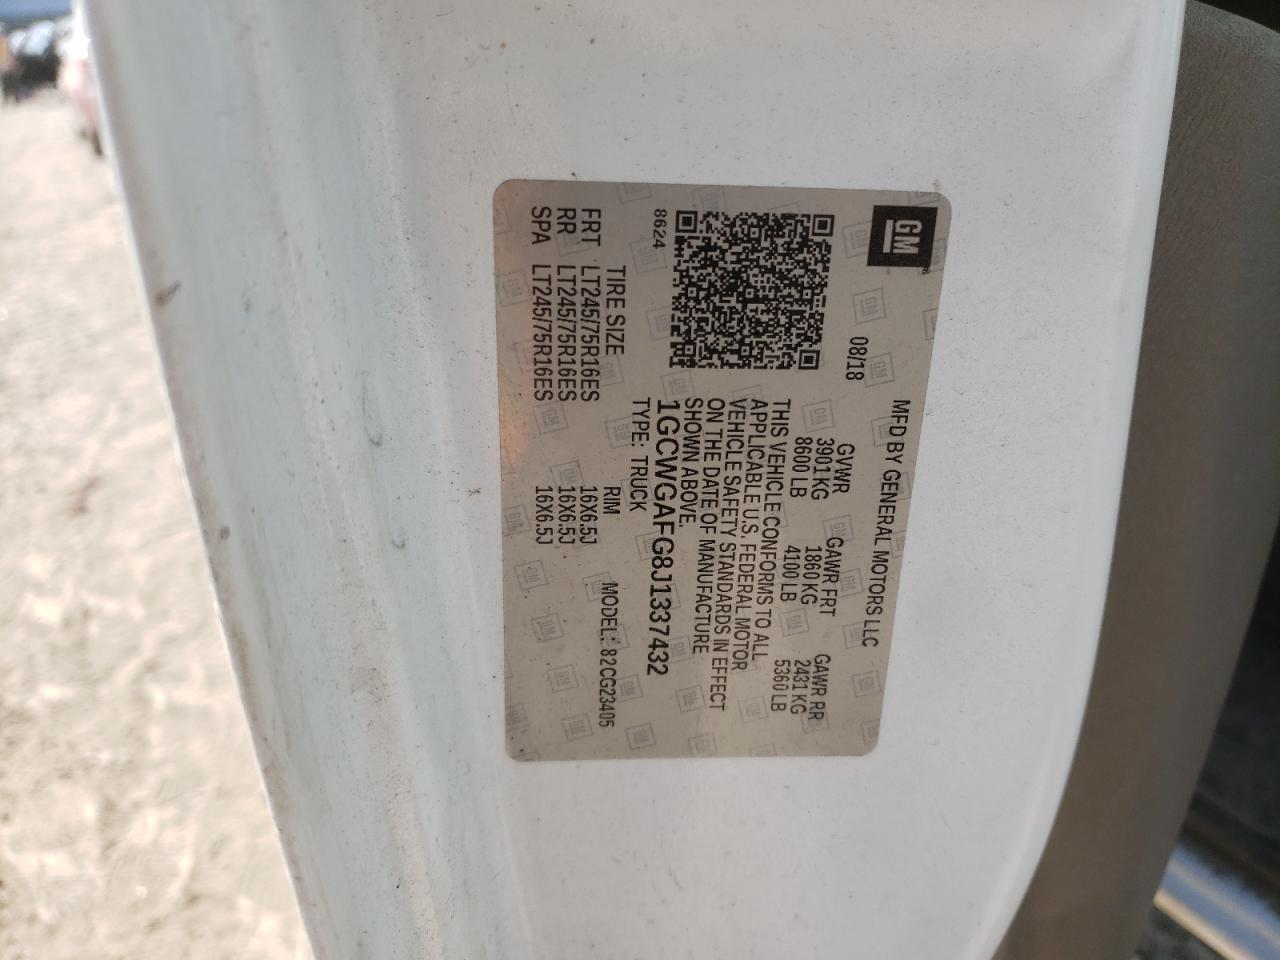 GM
MFD BY GENERAL MOTORS LLC
08/18
GVWR GAWR FRT GAWR RR
3901 KG 1860 KG 2431 KG
8600 LB 4100 LB 5360 LB
THIS VEHICLE CONFORMS TO ALL
APPLICABLE U.S. FEDERAL MOTOR
VEHICLE SAFETY STANDARDS IN EFFECT
ON THE DATE OF MANUFACTURE
SHOWN ABOVE.
8624
1GCWGAFG8J1337432
TYPE: TRUCK
TIRE SIZE RIM MODEL: 82CG23405
FRT LT245/75R16ES 16X6.5J
RR LT245/75R16ES 16X6.5J
SPA LT245/75R16ES 16X6.5J